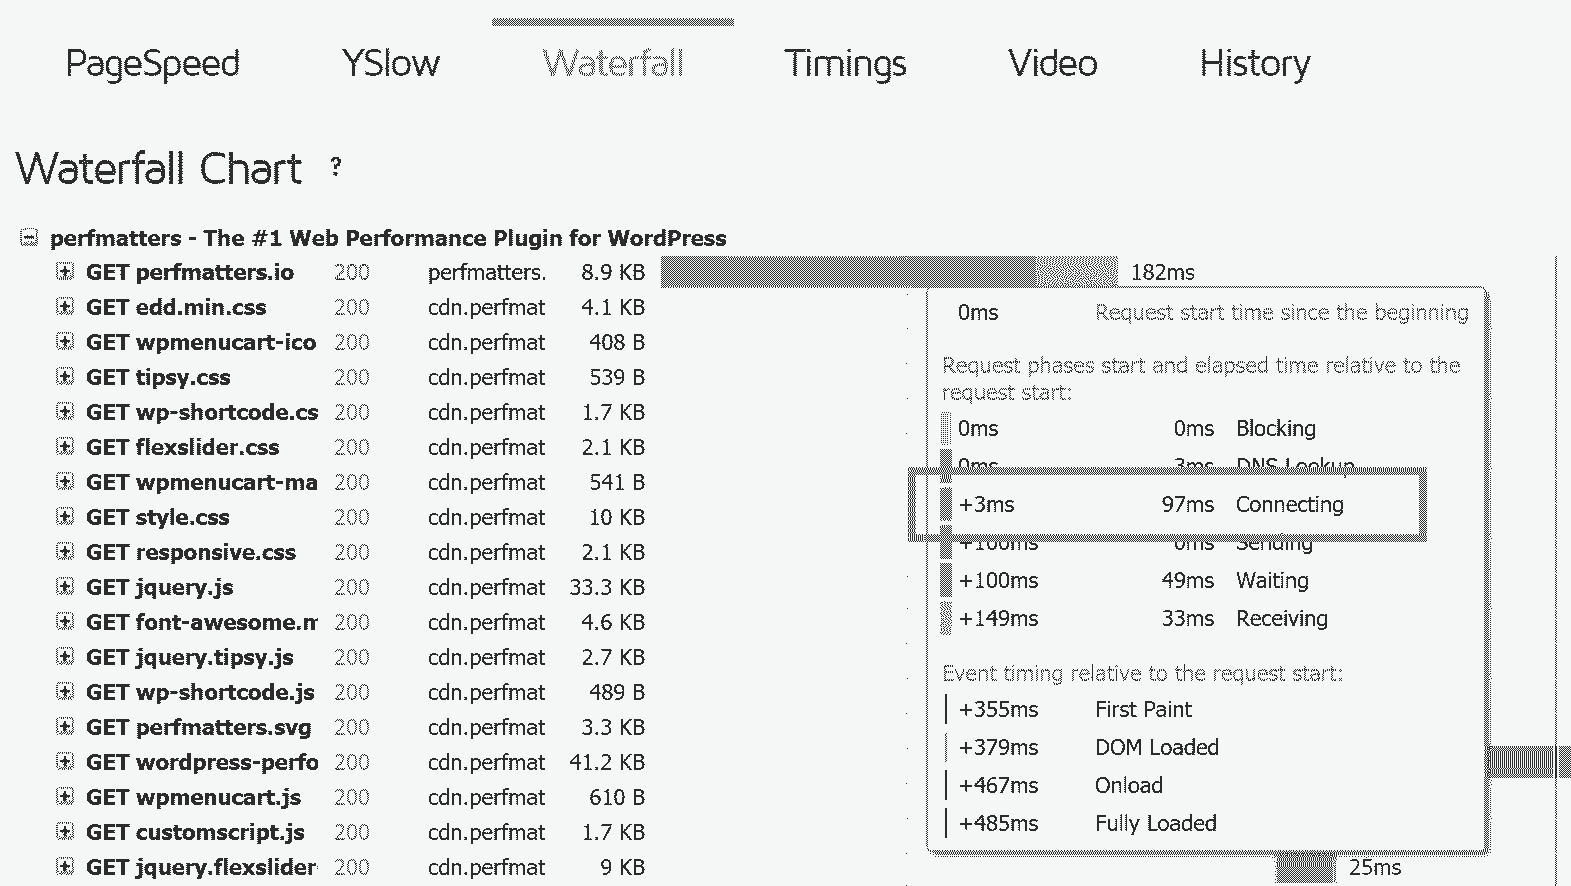 PageSpeed YSlow Waterfall Timings Video History
Waterfall Chart ?
perfmatters - The #1 Web Performance Plugin for WordPress
GET perfmatters.io 200 perfmatters. 8.9 KB 182ms
GET edd.min.css 200 cdn.perfmat 4.1 KB
GET wpmenucart-ico 200 cdn.perfmat 408 B
GET tipsy.css 200 cdn.perfmat 539 B
GET wp-shortcode.cs 200 cdn.perfmat 1.7 KB
GET flexslider.css 200 cdn.perfmat 2.1 KB
GET wpmenucart-ma 200 cdn.perfmat 541 B
GET style.css 200 cdn.perfmat 10 KB
GET responsive.css 200 cdn.perfmat 2.1 KB
GET jquery.js 200 cdn.perfmat 33.3 KB
GET font-awesome.m 200 cdn.perfmat 4.6 KB
GET jquery.tipsy.js 200 cdn.perfmat 2.7 KB
GET wp-shortcode.js 200 cdn.perfmat 489 B
GET perfmatters.svg 200 cdn.perfmat 3.3 KB
GET wordpress-perfo 200 cdn.perfmat 41.2 KB
GET wpmenucart.js 200 cdn.perfmat 610 B
GET customscript.js 200 cdn.perfmat 1.7 KB
GET jquery.flexslider 200 cdn.perfmat 9 KB 25ms
0ms Request start time since the beginning
Request phases start and elapsed time relative to the
request start:
0ms 0ms Blocking
0ms 3ms DNS Lookup
+3ms 97ms Connecting
+100ms 0ms Sending
+100ms 49ms Waiting
+149ms 33ms Receiving
Event timing relative to the request start:
+355ms First Paint
+379ms DOM Loaded
+467ms Onload
+485ms Fully Loaded